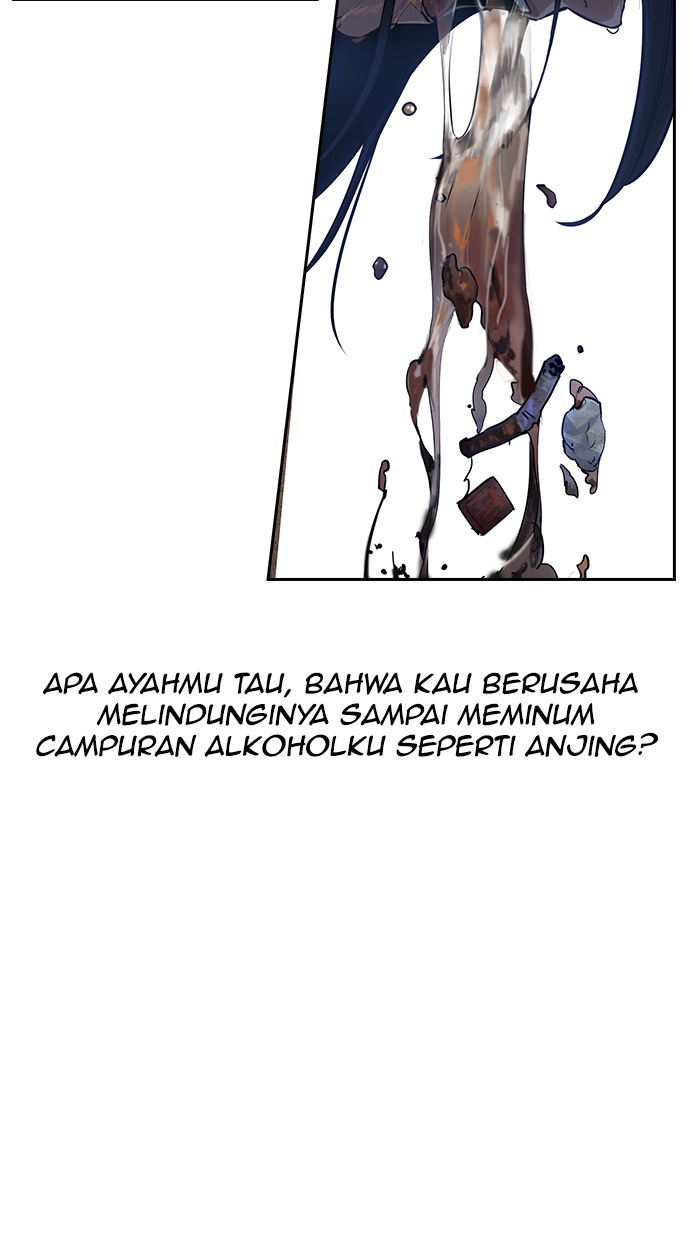 APA AYAHMU TAU, BAHWA KAU BERUSAHA
MELINDUNGINYA SAMPAI MEMINUM
CAMPURAN ALKOHOLKU SEPERTI ANJING?